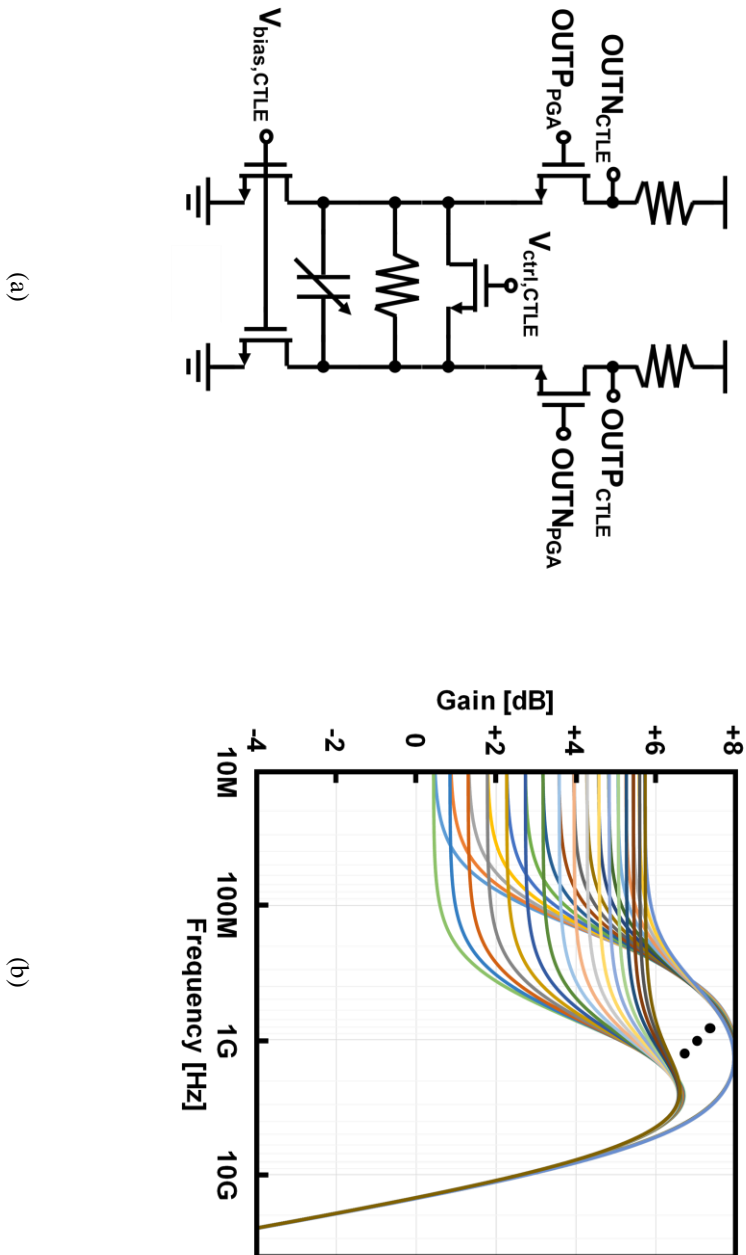 OUTN_CTLE
OUTP_CTLE
OUTP_PGA
OUTN_PGA
V_ctrl,CTLE
V_bias,CTLE
(a)
Gain [dB]
+8
+6
+4
+2
0
-2
-4
10M
100M
1G
10G
Frequency [Hz]
(b)